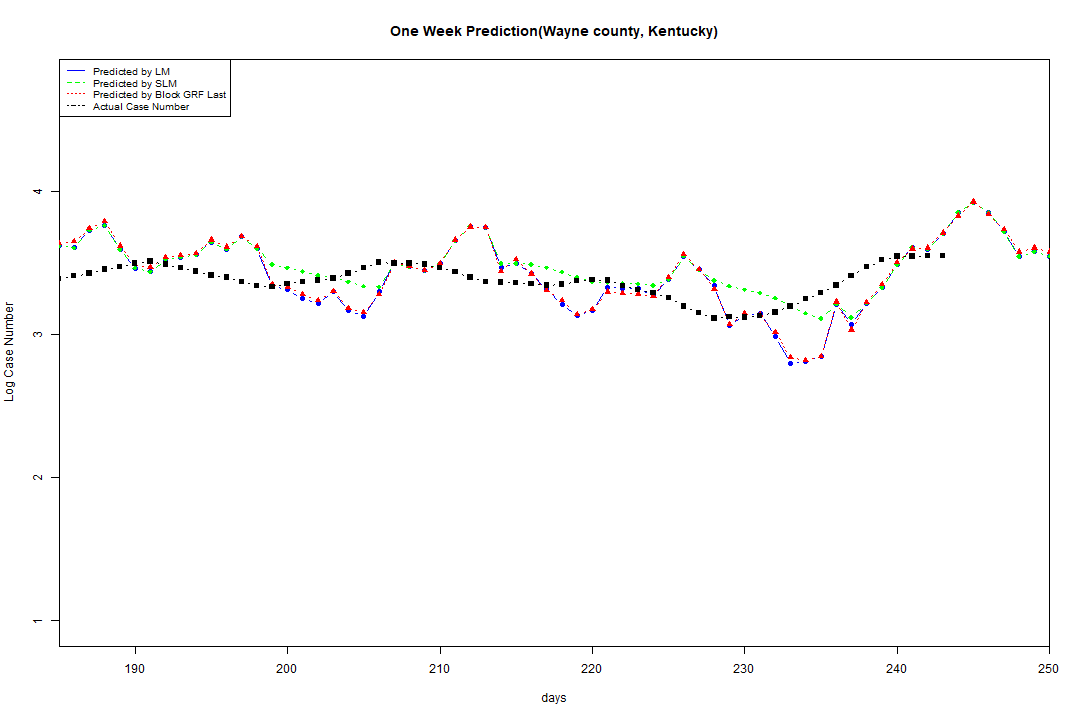 One Week Prediction(Wayne county, Kentucky)
Predicted by LM
Predicted by SLM
Predicted by Block GRF Last
Actual Case Number
4
3
2
1
Log Case Number
190 200 210 220 230 240 250
days